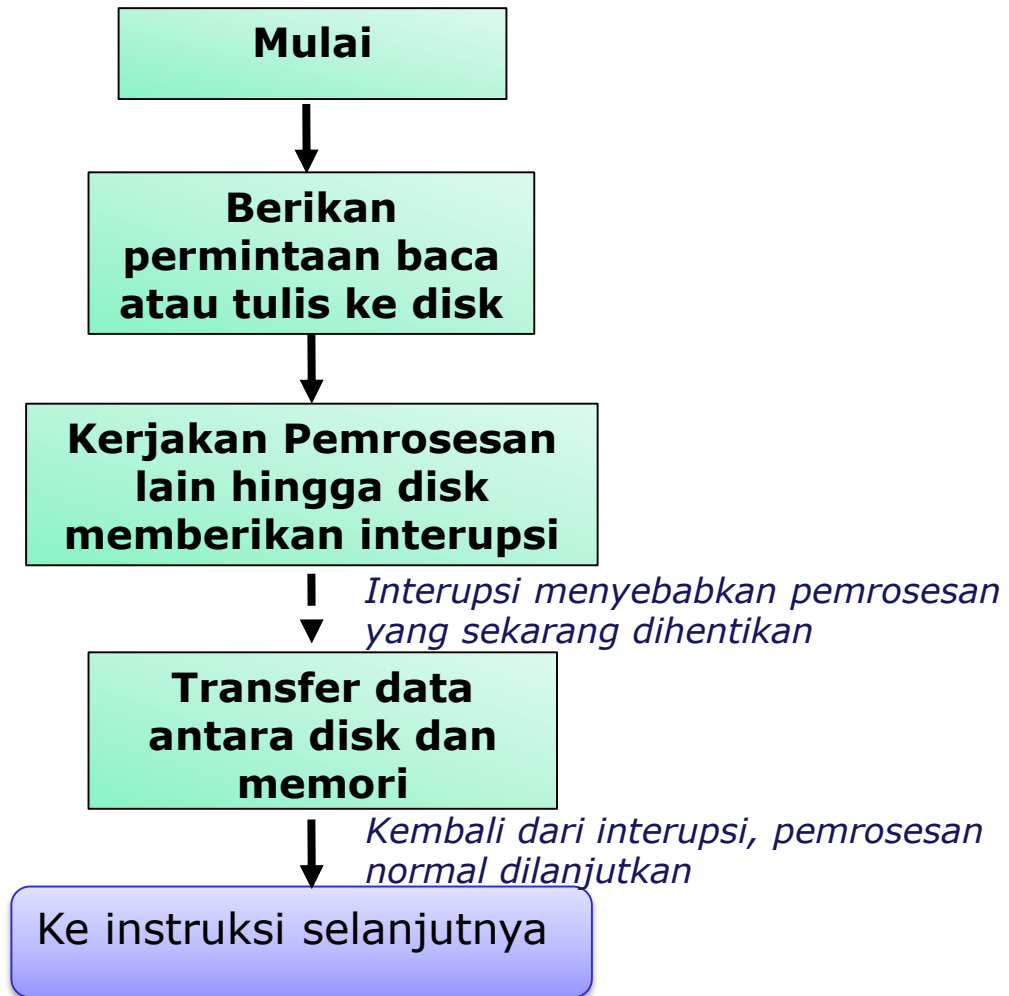 Mulai
Berikan
permintaan baca
atau tulis ke disk
Kerjakan Pemrosesan
lain hingga disk
memberikan interupsi
Interupsi menyebabkan pemrosesan
yang sekarang dihentikan
Transfer data
antara disk dan
memori
Kembali dari interupsi, pemrosesan
normal dilanjutkan
Ke instruksi selanjutnya